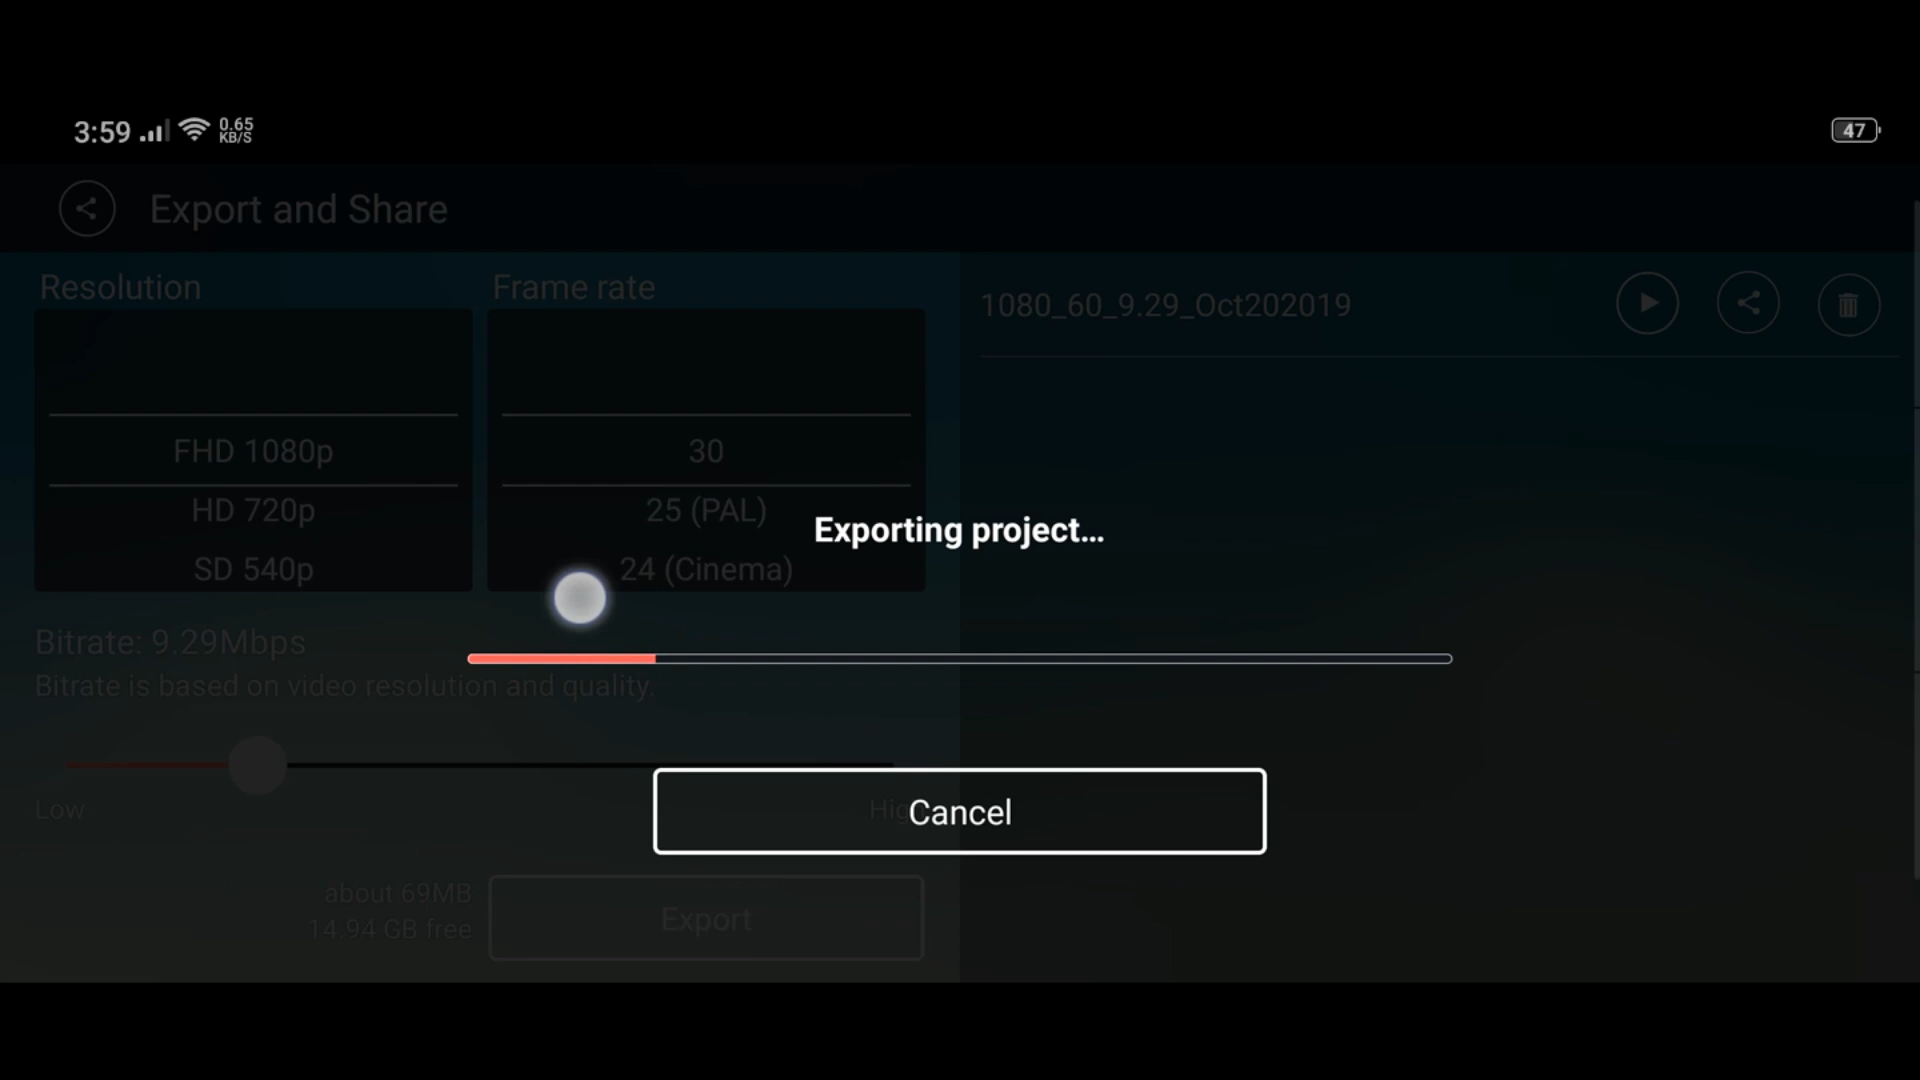 3:59
0.65
KB/S
47
Export and Share
Resolution
Frame rate
1080_60_9.29_Oct202019
FHD 1080p
30
HD 720p
25 (PAL)
SD 540p
24 (Cinema)
Exporting project...
Bitrate: 9.29Mbps
Bitrate is based on video resolution and quality.
Low
Cancel
about 69MB
14.94 GB free
Export